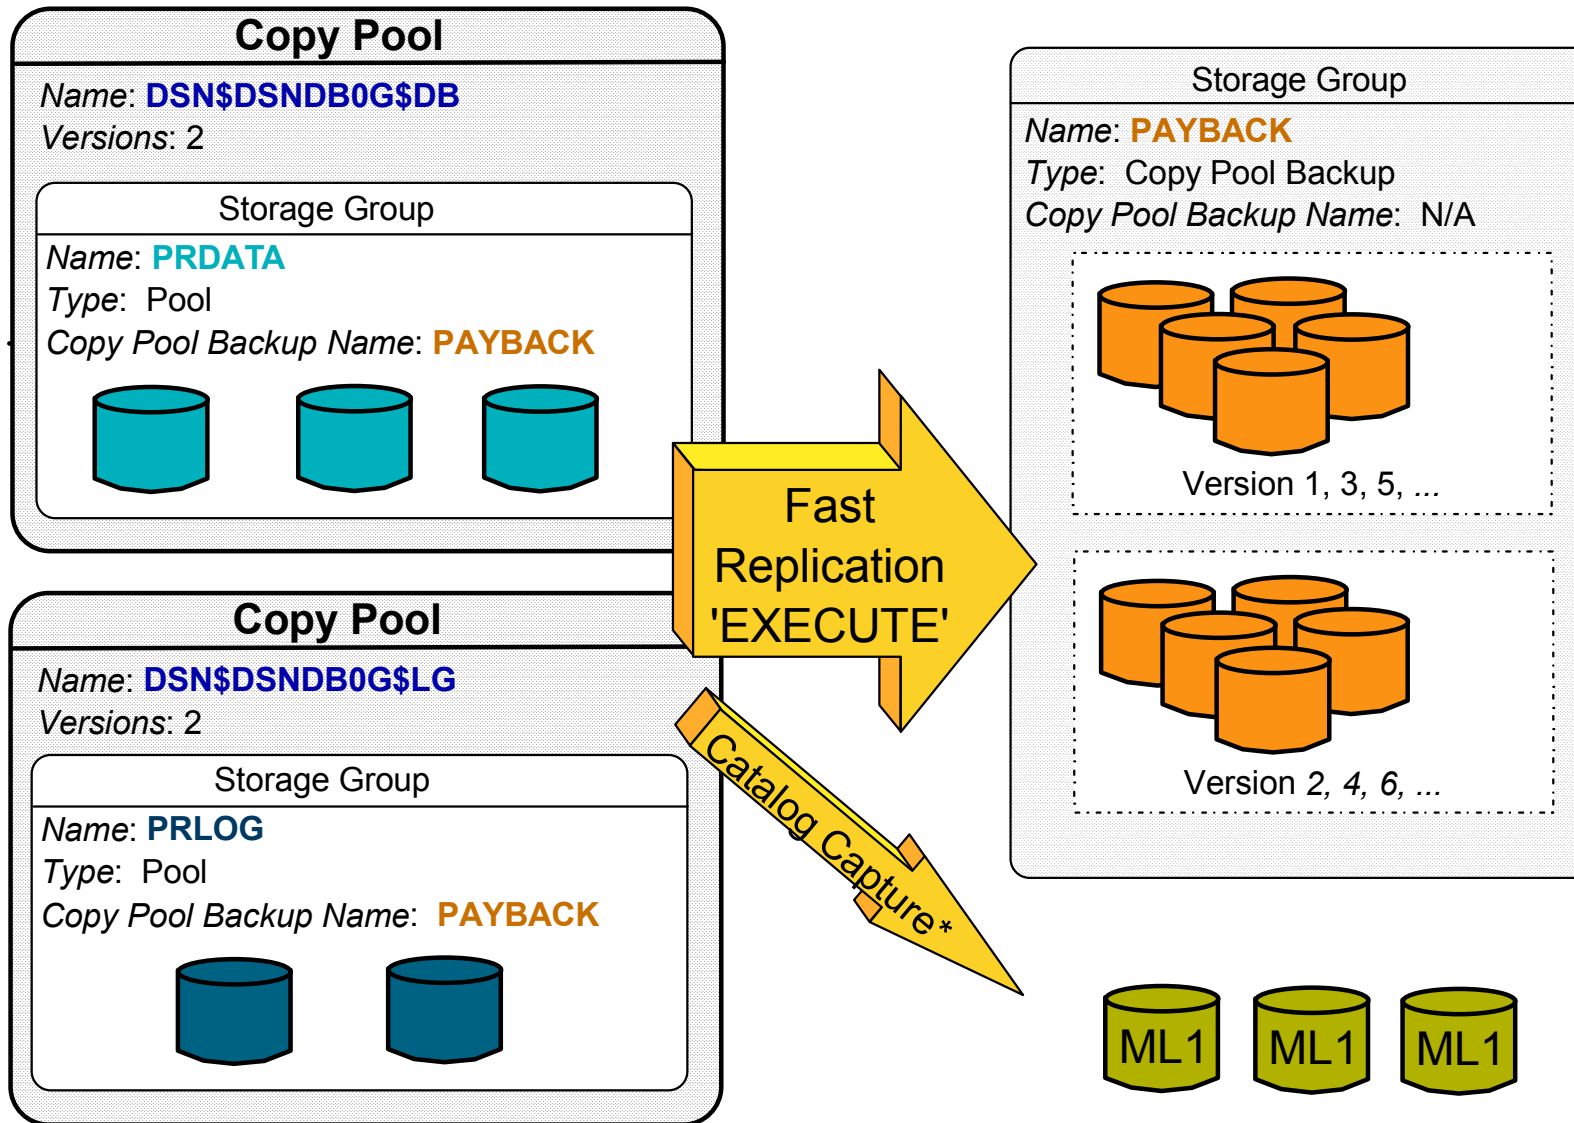 Copy Pool
Name: DSN$DSNDB0G$DB
Versions: 2
Storage Group
Name: PRDATA
Type: Pool
Copy Pool Backup Name: PAYBACK
Copy Pool
Name: DSN$DSNDB0G$LG
Versions: 2
Storage Group
Name: PRLOG
Type: Pool
Copy Pool Backup Name: PAYBACK
Fast
Replication
'EXECUTE'
Catalog Capture*
Storage Group
Name: PAYBACK
Type: Copy Pool Backup
Copy Pool Backup Name: N/A
Version 1, 3, 5, ...
Version 2, 4, 6, ...
ML1
ML1
ML1